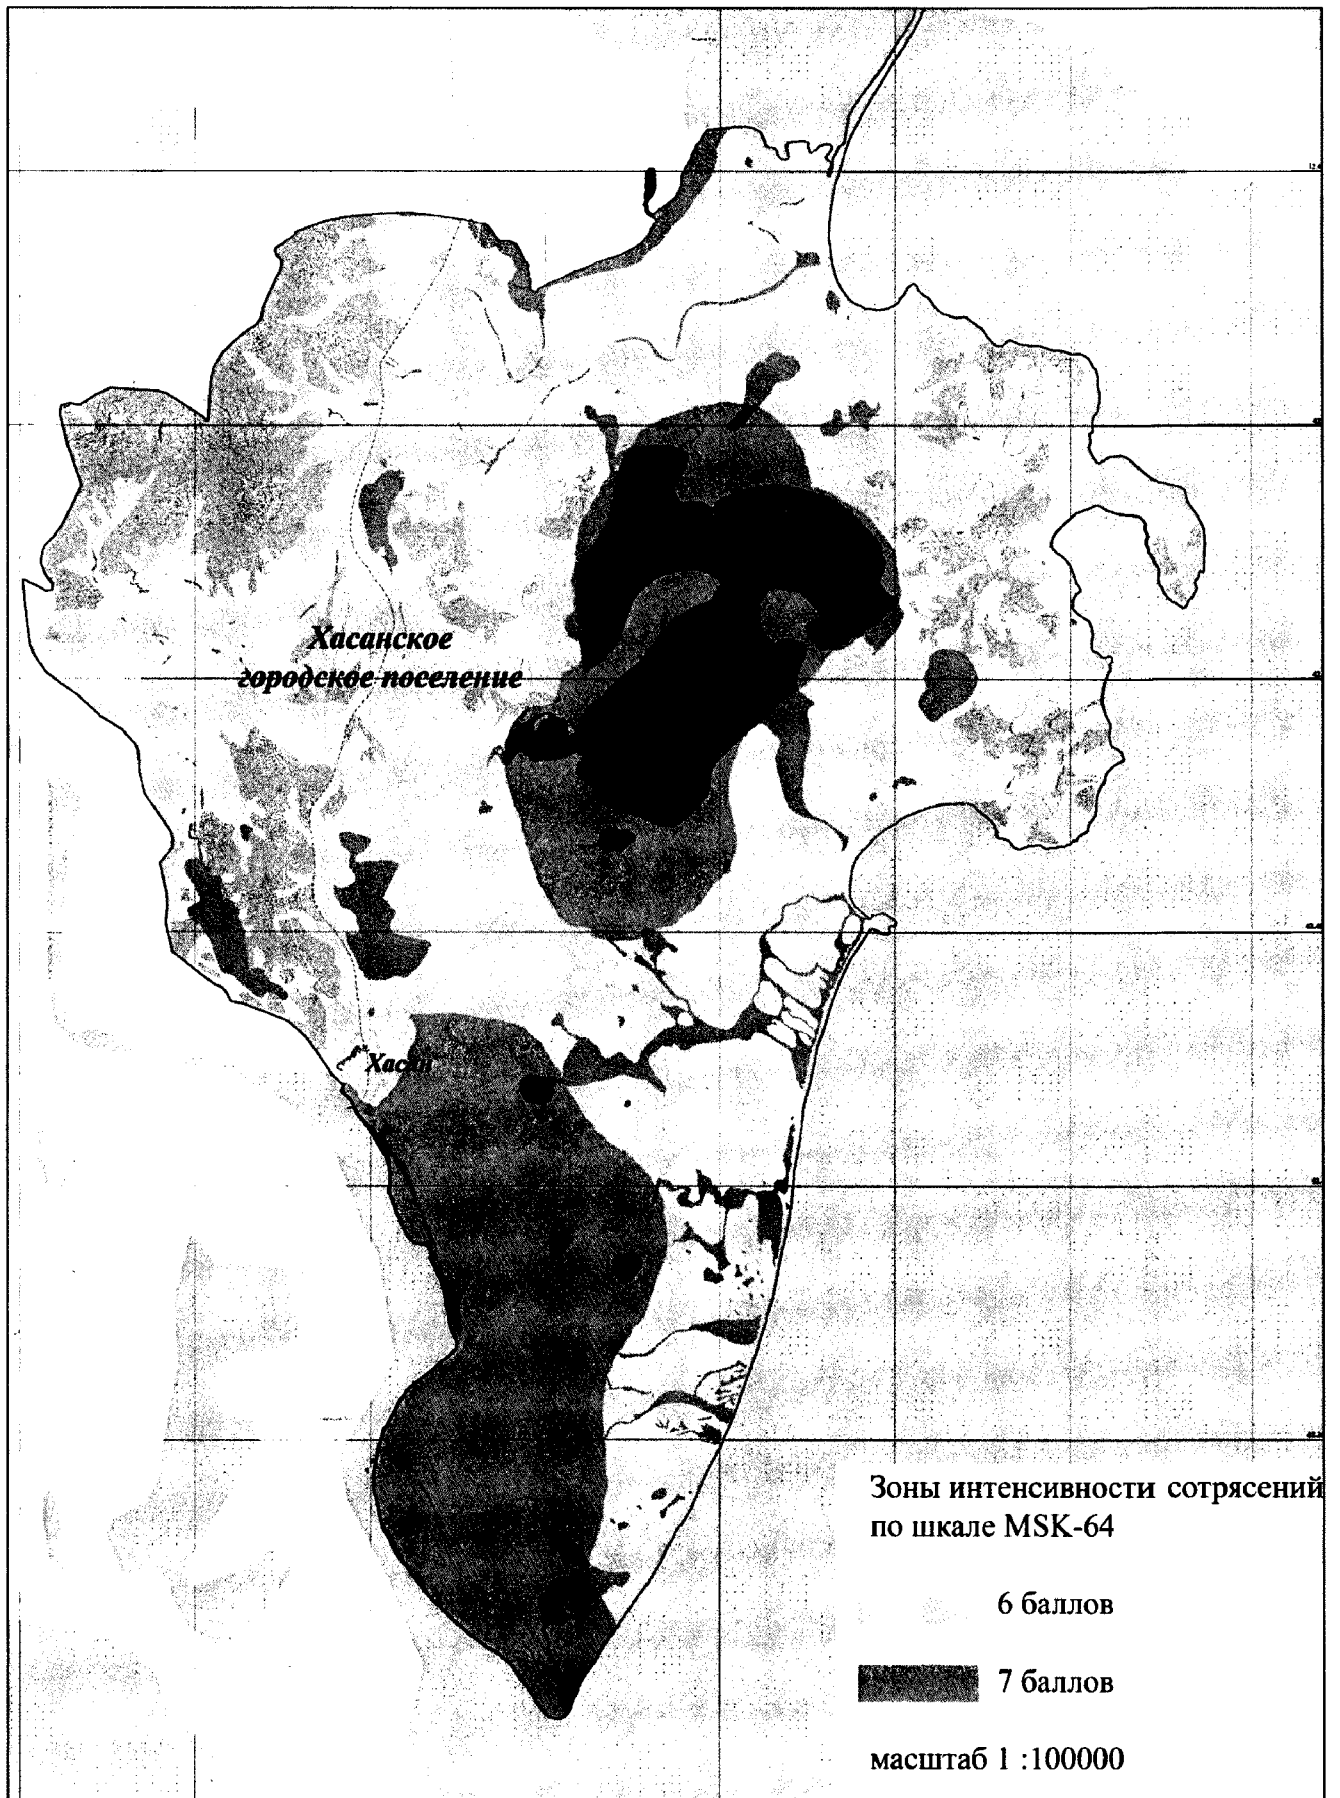 Хасанское
городское поселение
Хасан
Зоны интенсивности сотрясений
по шкале MSK-64
6 баллов
7 баллов
масштаб 1 :100000